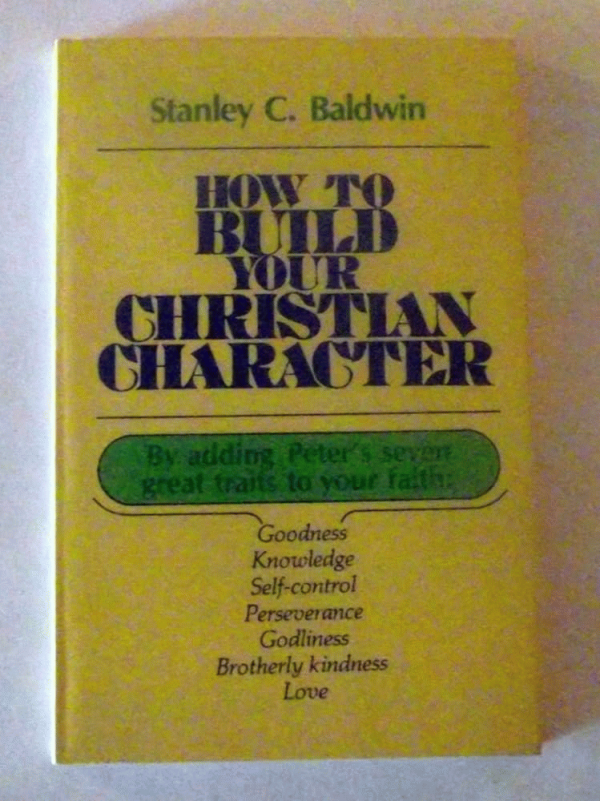 Stanley C. Baldwin
HOW TO
BUILD
YOUR
CHRISTIAN
CHARACTER
By adding Peter's seven
great traits to your faith:
Goodness
Knowledge
Self-control
Perseverance
Godliness
Brotherly kindness
Love